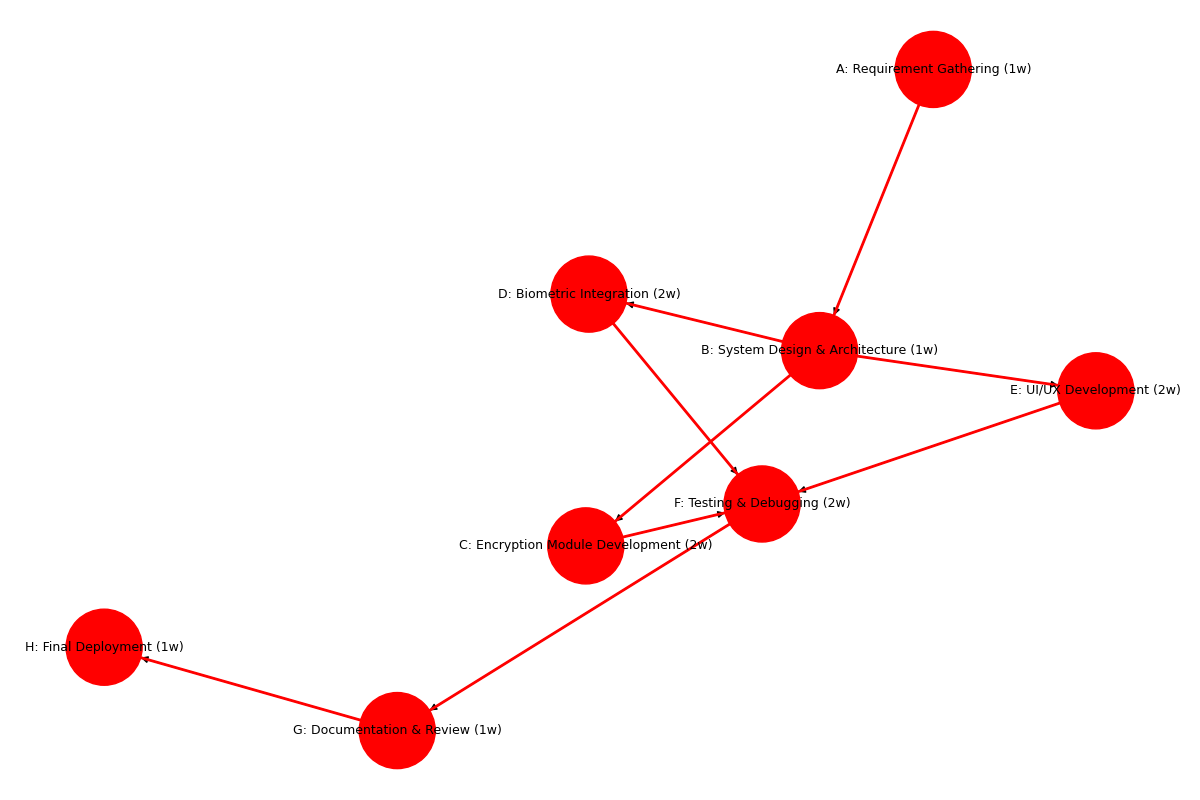 A: Requirement Gathering (1w)
D: Biometric Integration (2w)
B: System Design & Architecture (1w)
E: UI/UX Development (2w)
F: Testing & Debugging (2w)
C: Encryption Module Development (2w)
H: Final Deployment (1w)
G: Documentation & Review (1w)